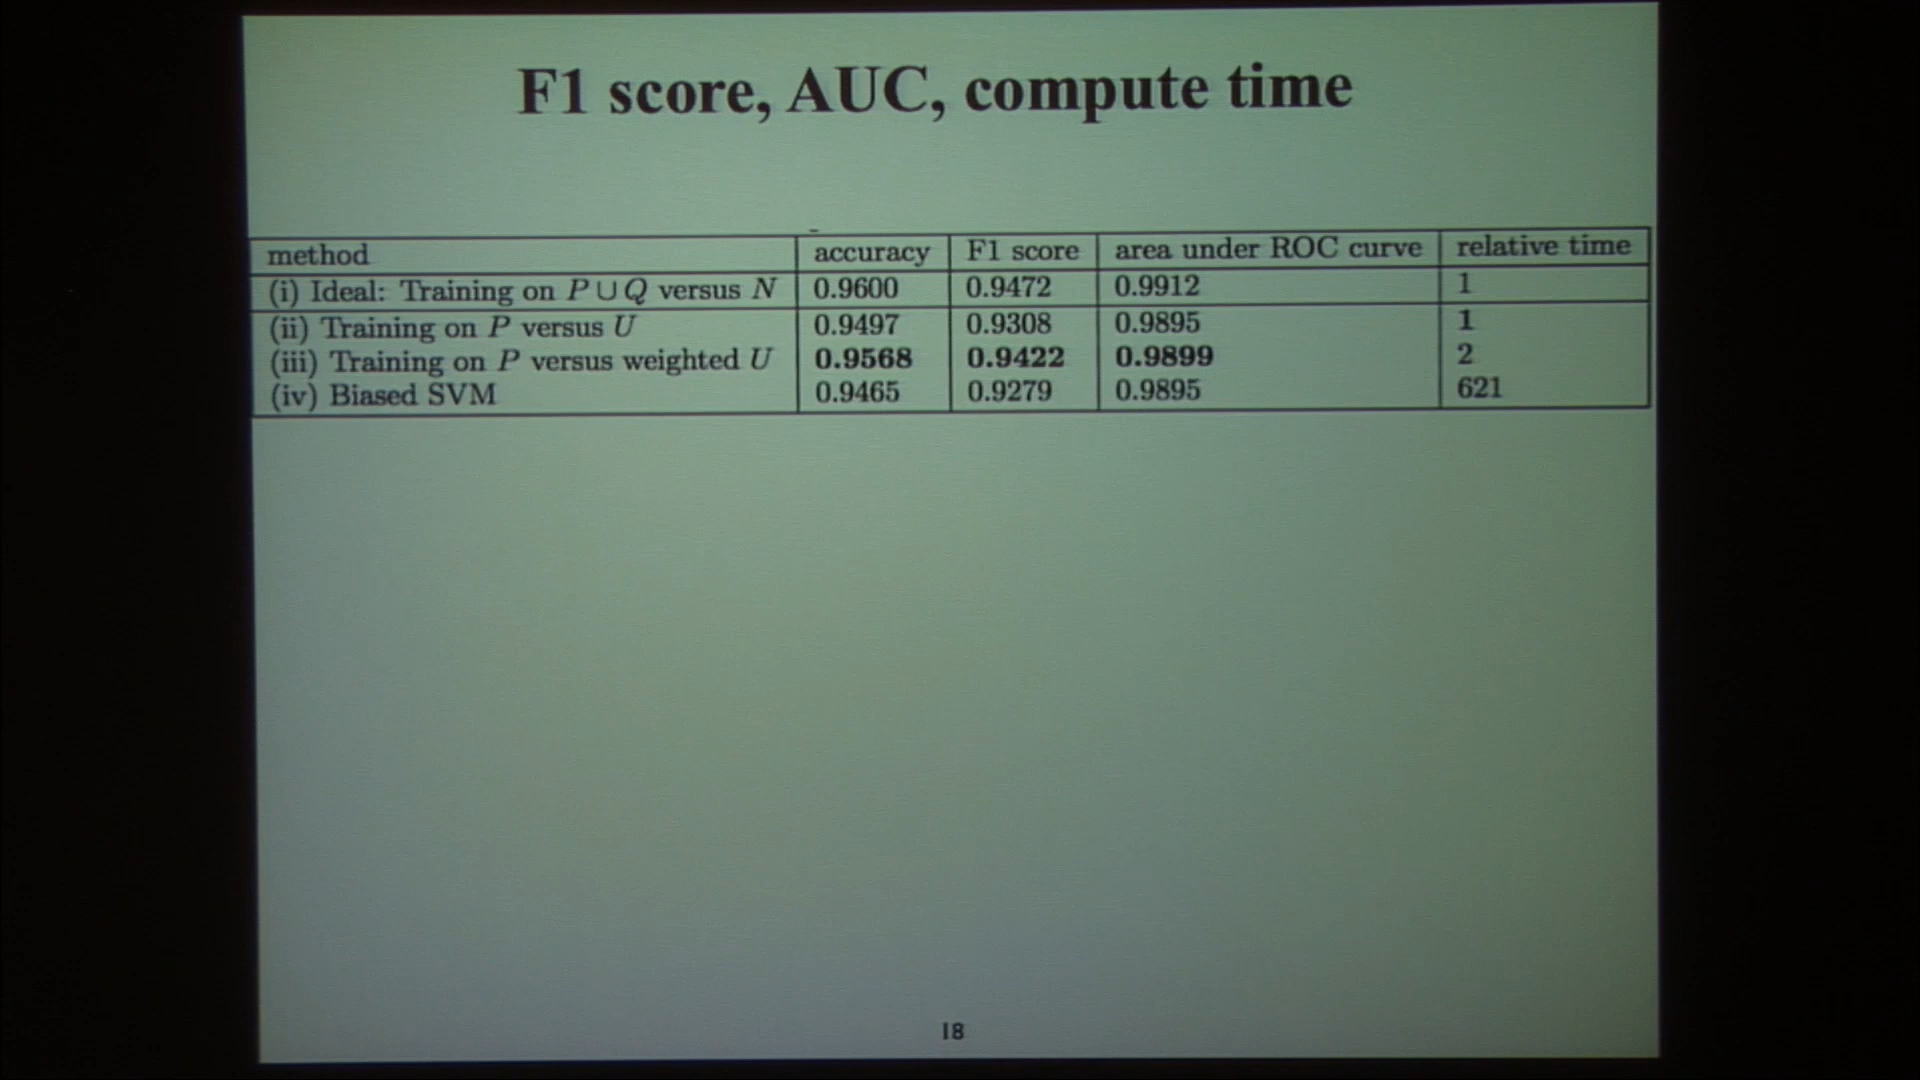 F1 score, AUC, compute time
method accuracy F1 score area under ROC curve relative time
(i) Ideal: Training on P ∪ Q versus N 0.9600 0.9472 0.9912 1
(ii) Training on P versus U 0.9497 0.9308 0.9895 1
(iii) Training on P versus weighted U 0.9568 0.9422 0.9899 2
(iv) Biased SVM 0.9465 0.9279 0.9895 621
18